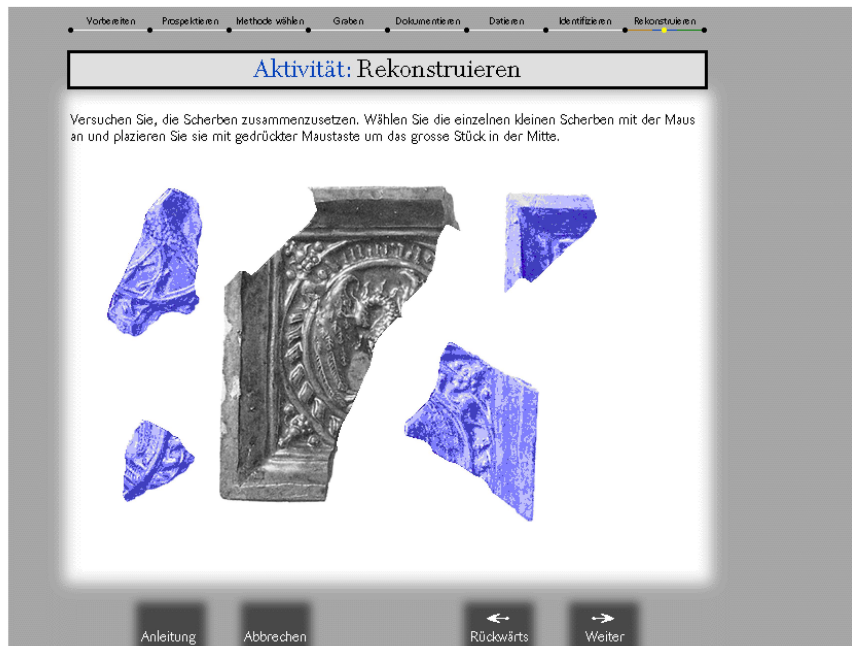 Vorbereiten Prospektieren Methode wählen Graben Dokumentieren Datieren Identifizieren Rekonstruieren
Aktivität: Rekonstruieren
Versuchen Sie, die Scherben zusammenzusetzen. Wählen Sie die einzelnen kleinen Scherben mit der Maus
an und plazieren Sie sie mit gedrückter Maustaste um das grosse Stück in der Mitte.
Anleitung Abbrechen Rückwärts Weiter